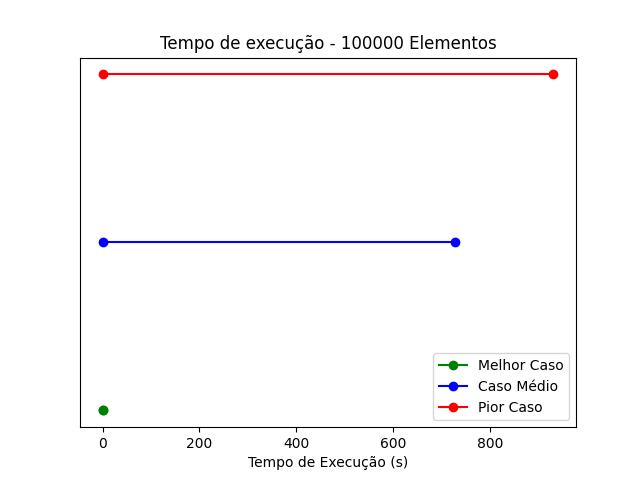 Tempo de execução - 100000 Elementos
Melhor Caso
Caso Médio
Pior Caso
0 200 400 600 800
Tempo de Execução (s)